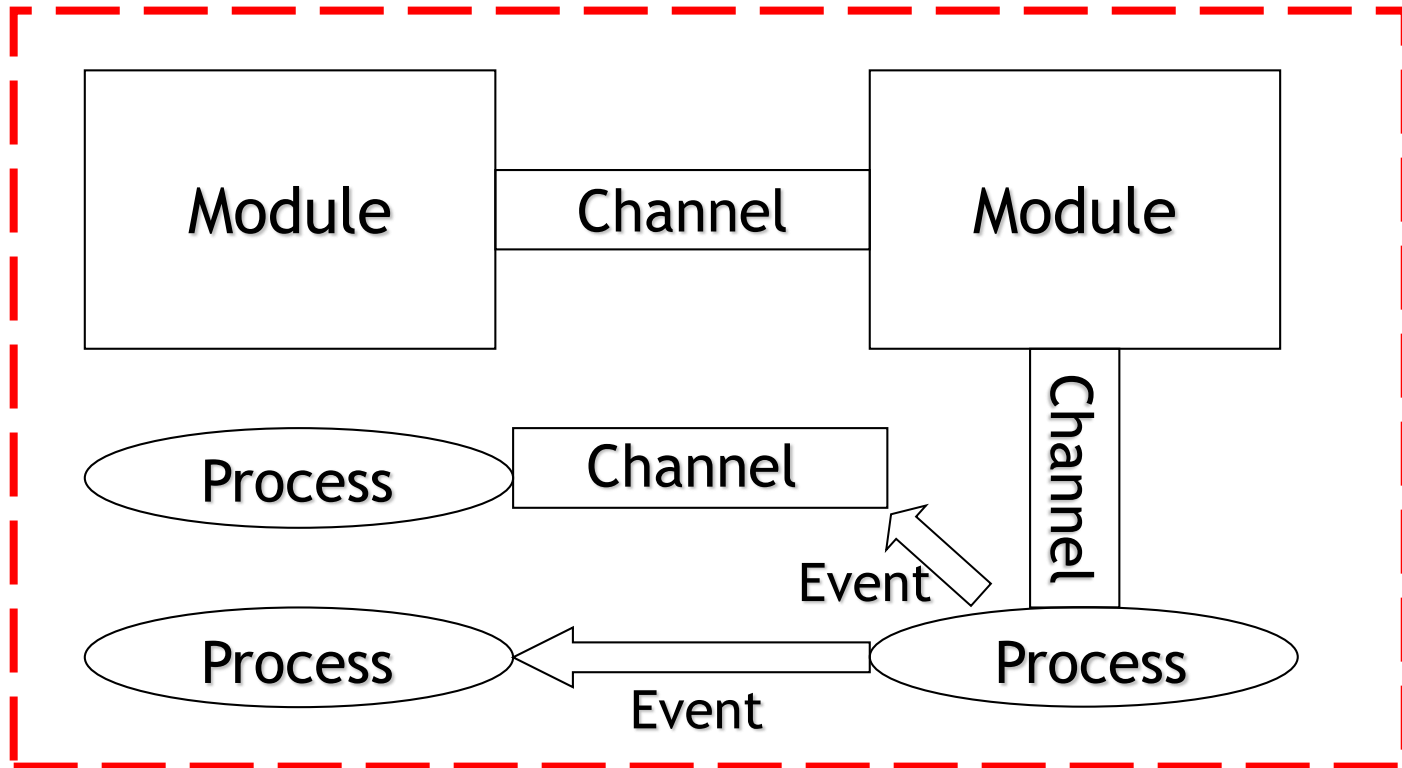 Module
Channel
Module
Channel
Process
Channel
Event
Process
Event
Process